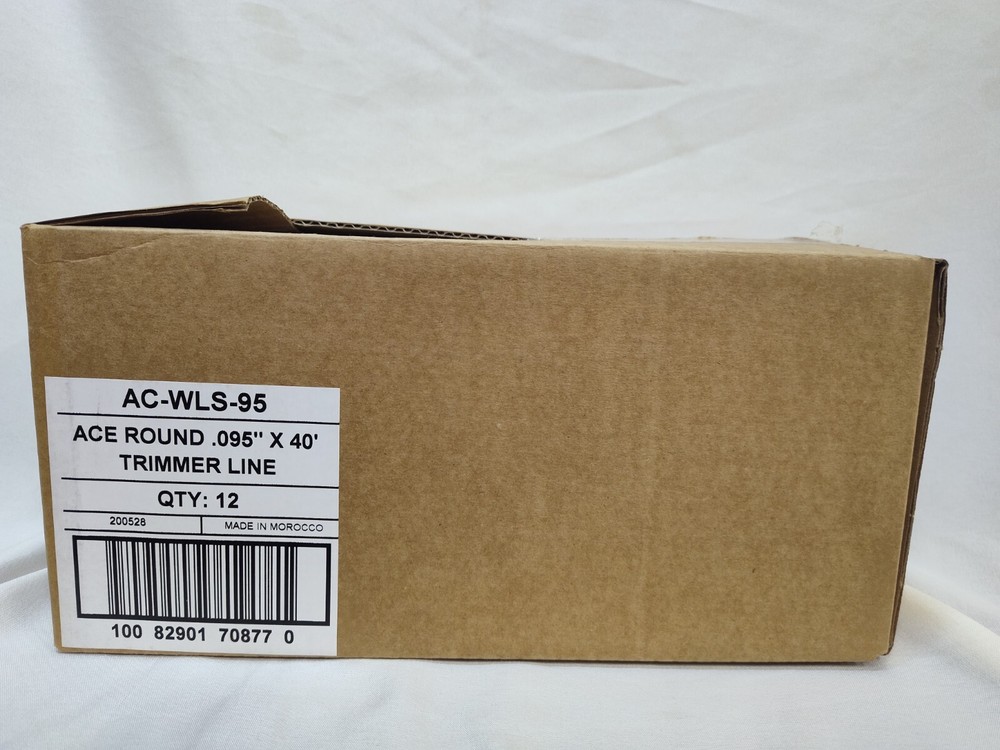 AC-WLS-95
ACE ROUND .095" X 40'
TRIMMER LINE
QTY: 12
200528 MADE IN MOROCCO
100 82901 70877 0